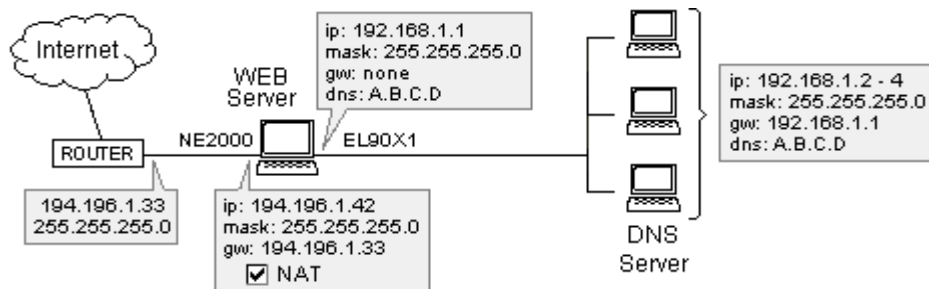 Internet
ROUTER
194.196.1.33
255.255.255.0
NE2000
WEB
Server
ip: 192.168.1.1
mask: 255.255.255.0
gw: none
dns: A.B.C.D
EL90X1
ip: 194.196.1.42
mask: 255.255.255.0
gw: 194.196.1.33
NAT
ip: 192.168.1.2 - 4
mask: 255.255.255.0
gw: 192.168.1.1
dns: A.B.C.D
DNS
Server